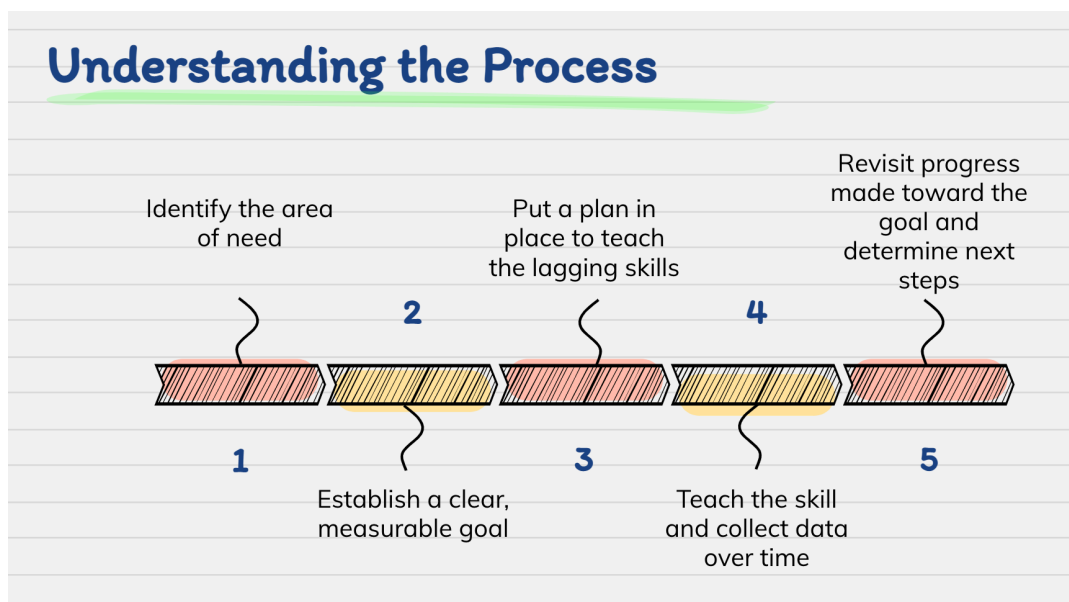 Understanding the Process
1
Identify the area
of need
2
Establish a clear,
measurable goal
3
Put a plan in
place to teach
the lagging skills
4
Teach the skill
and collect data
over time
5
Revisit progress
made toward the
goal and
determine next
steps